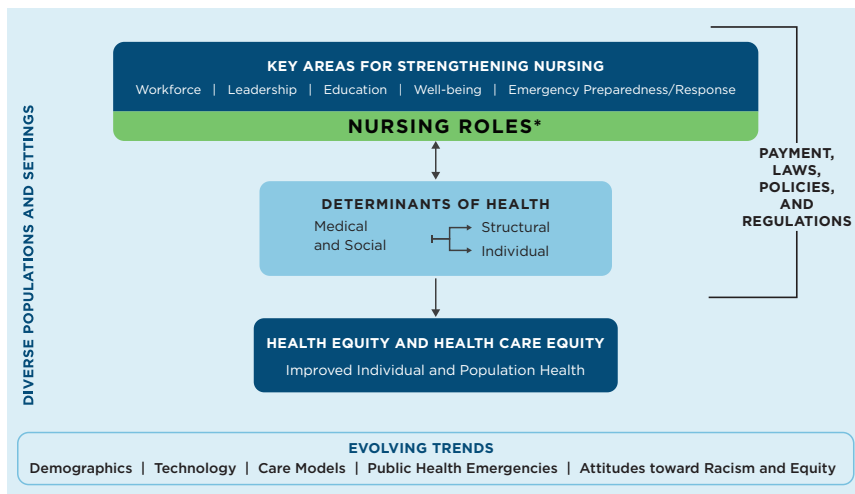 KEY AREAS FOR STRENGTHENING NURSING
Workforce | Leadership | Education | Well-being | Emergency Preparedness/Response
NURSING ROLES*
DIVERSE POPULATIONS AND SETTINGS
PAYMENT,
LAWS,
POLICIES,
AND
REGULATIONS
DETERMINANTS OF HEALTH
Medical
and Social
Structural
Individual
HEALTH EQUITY AND HEALTH CARE EQUITY
Improved Individual and Population Health
EVOLVING TRENDS
Demographics | Technology | Care Models | Public Health Emergencies | Attitudes toward Racism and Equity